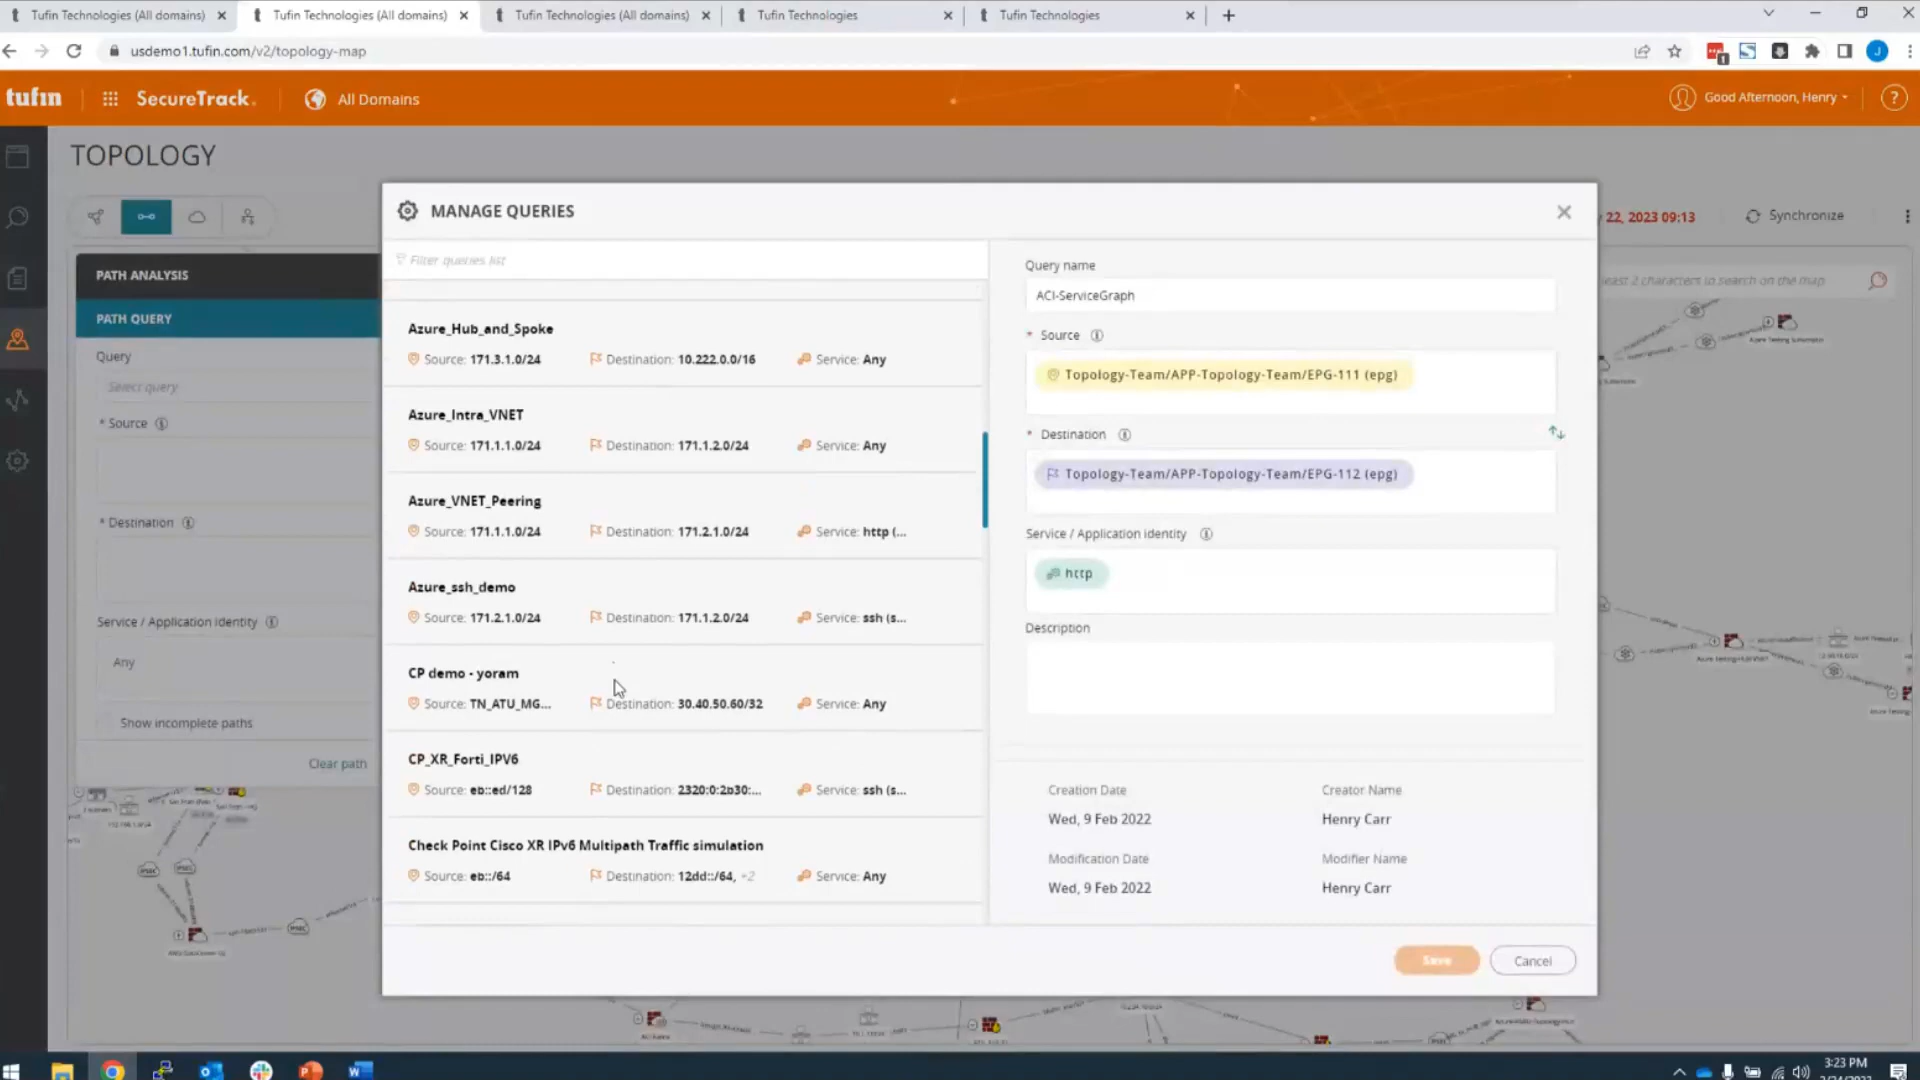 Tufin Technologies (All domains)
Tufin Technologies (All domains)
Tufin Technologies (All domains)
Tufin Technologies
Tufin Technologies
usdemo1.tufin.com/v2/topology-map
1
J
tufin
SecureTrack.
All Domains
Good Afternoon, Henry
?
TOPOLOGY
22, 2023 09:13
Synchronize
PATH ANALYSIS
PATH QUERY
Query
Select query
* Source
* Destination
Service / Application identity
Any
Show incomplete paths
Clear path
east 2 characters to search on the map
MANAGE QUERIES
Filter queries list
Azure_Hub_and_Spoke
Source: 171.3.1.0/24 Destination: 10.222.0.0/16 Service: Any
Azure_Intra_VNET
Source: 171.1.1.0/24 Destination: 171.1.2.0/24 Service: Any
Azure_VNET_Peering
Source: 171.1.1.0/24 Destination: 171.2.1.0/24 Service: http (...
Azure_ssh_demo
Source: 171.2.1.0/24 Destination: 171.1.2.0/24 Service: ssh (s...
CP demo - yoram
Source: TN_ATU_MG... Destination: 30.40.50.60/32 Service: Any
CP_XR_Forti_IPV6
Source: eb::ed/128 Destination: 2320:0:2b30:... Service: ssh (s...
Check Point Cisco XR IPv6 Multipath Traffic simulation
Source: eb::/64 Destination: 12dd::/64, +2 Service: Any
Query name
ACI-ServiceGraph
* Source
Topology-Team/APP-Topology-Team/EPG-111 (epg)
* Destination
Topology-Team/APP-Topology-Team/EPG-112 (epg)
Service / Application identity
http
Description
Creation Date
Wed, 9 Feb 2022
Creator Name
Henry Carr
Modification Date
Wed, 9 Feb 2022
Modifier Name
Henry Carr
Save
Cancel
3:23 PM